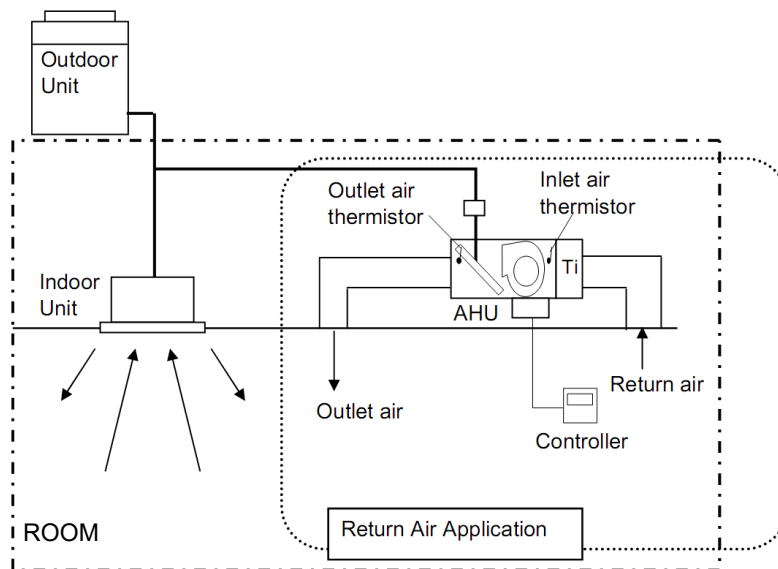 Outdoor
Unit
Outlet air
thermistor
Inlet air
thermistor
Ti
Indoor
Unit
AHU
Outlet air
Return air
Controller
ROOM
Return Air Application